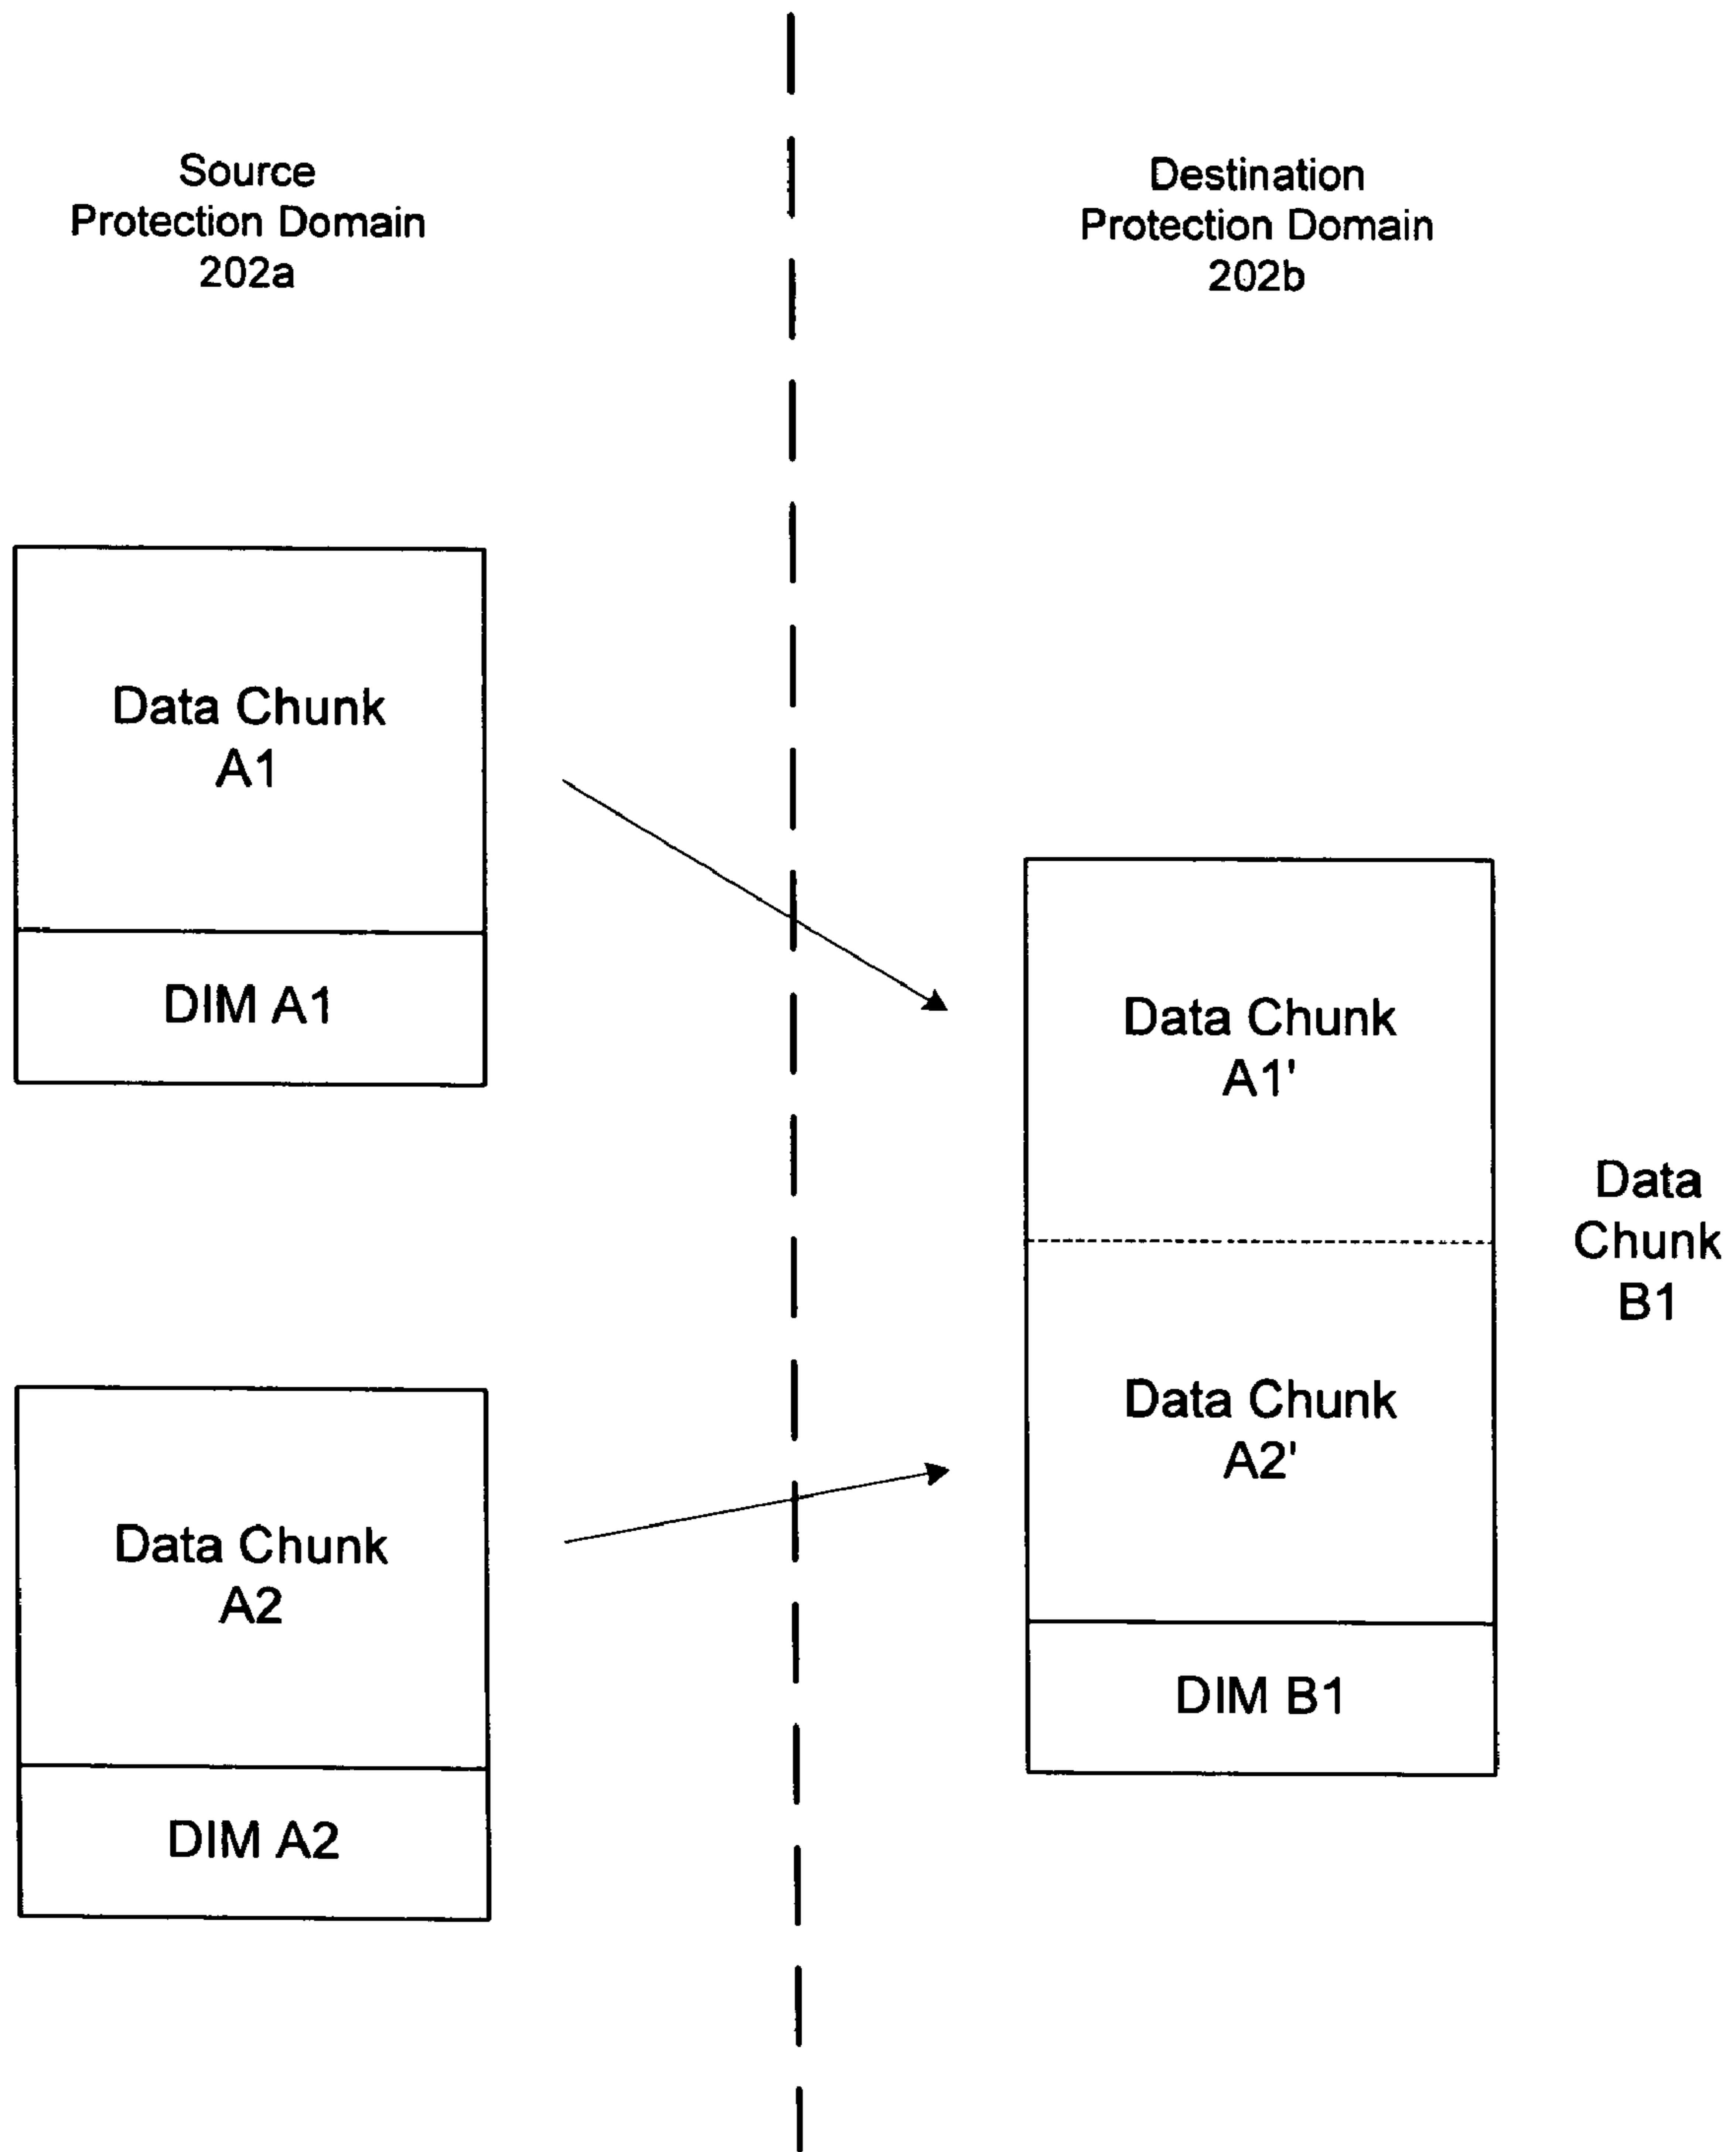 Source
Protection Domain
202a
Destination
Protection Domain
202b
Data Chunk
A1
DIM A1
Data Chunk
A2
DIM A2
Data Chunk
A1'
Data Chunk
A2'
DIM B1
Data
Chunk
B1